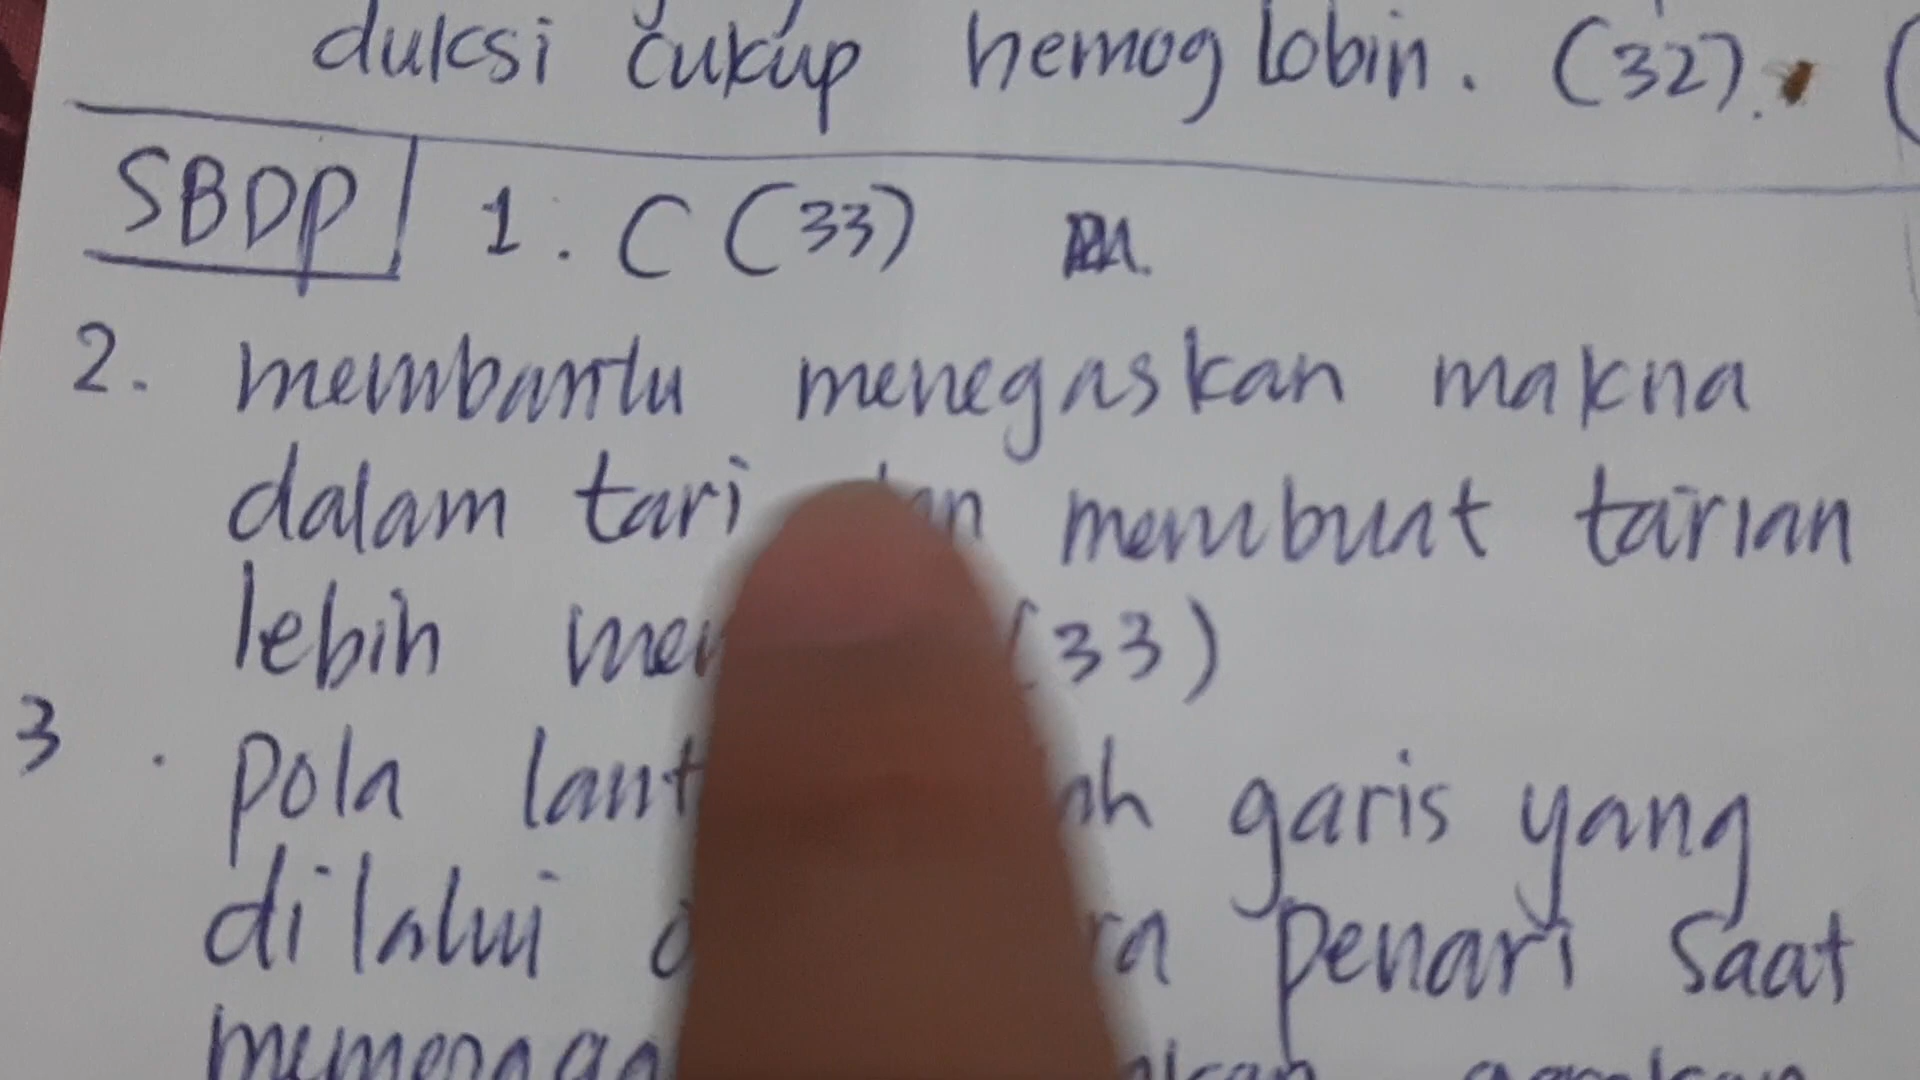 duksi cukup hemoglobin. (32). (
SBDP 1. C (33)
2. membantu menegaskan makna
dalam tari dan membuat tarian
lebih (33)
3. pola garis yang
dilalui penari saat